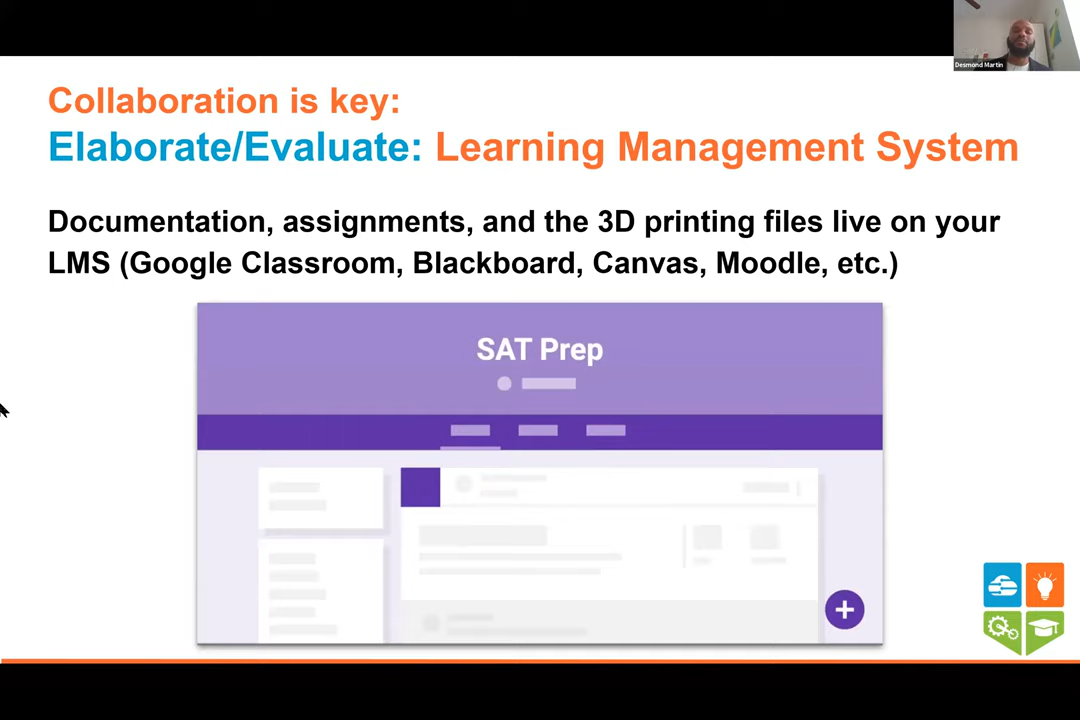 Desmond Martin
Collaboration is key:
Elaborate/Evaluate: Learning Management System
Documentation, assignments, and the 3D printing files live on your
LMS (Google Classroom, Blackboard, Canvas, Moodle, etc.)
SAT Prep